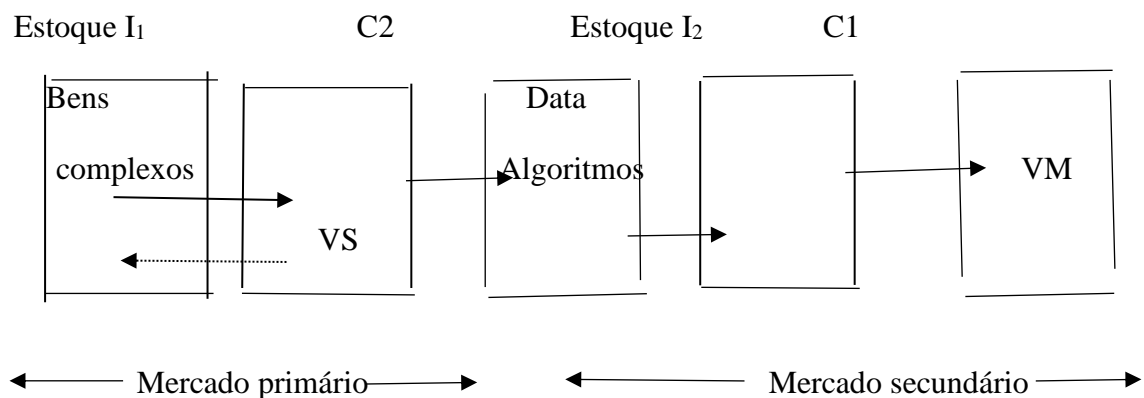 Estoque I₁ C2 Estoque I₂ C1
Bens Data
complexos Algoritmos VM
VS
Mercado primário Mercado secundário